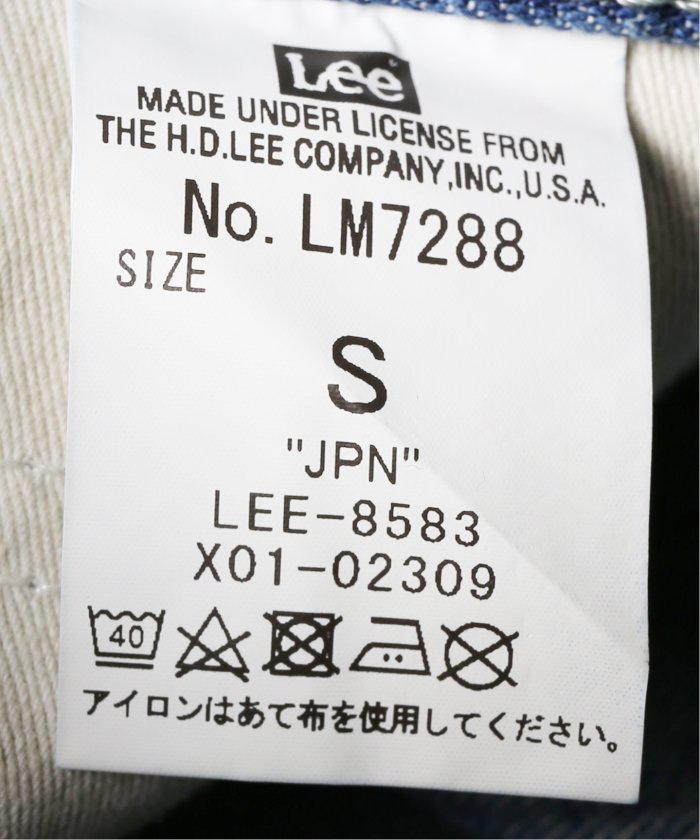 Lee
MADE UNDER LICENSE FROM
THE H.D.LEE COMPANY,INC.,U.S.A.
No. LM7288
SIZE
S
"JPN"
LEE-8583
X01-02309
40
アイロンはあて布を使用してください。